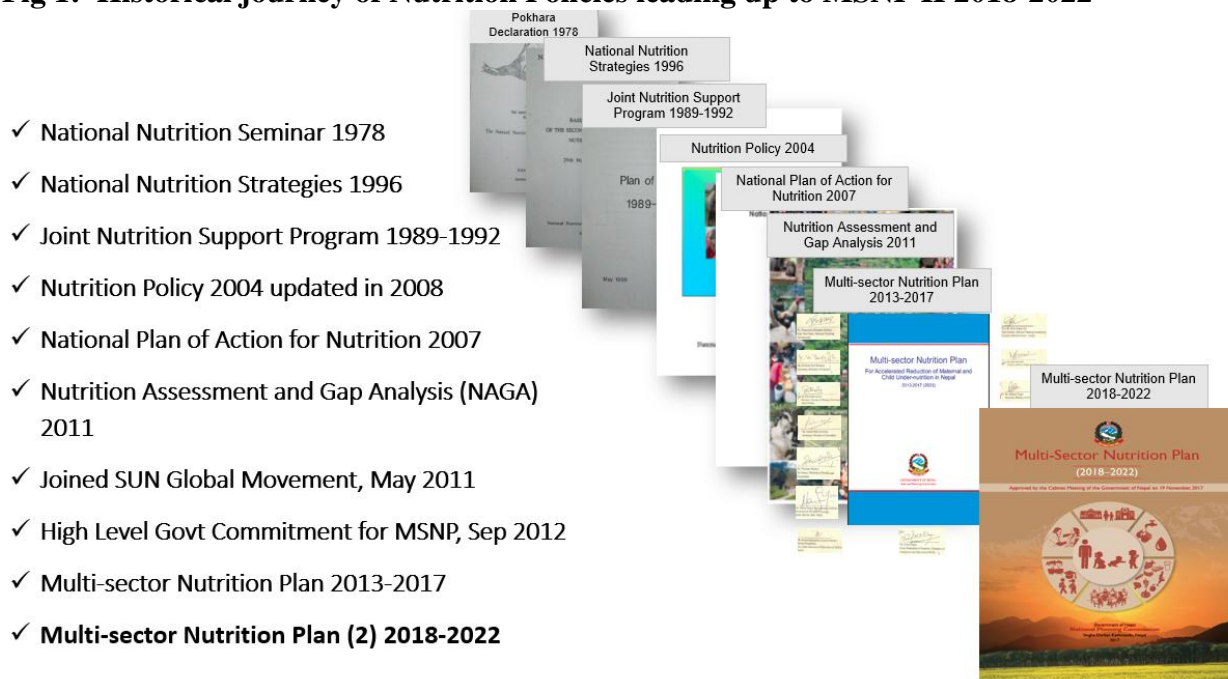 Fig 1: Historical journey of Nutrition Policies leading up to MSNP II 2018-2022
✓ National Nutrition Seminar 1978
✓ National Nutrition Strategies 1996
✓ Joint Nutrition Support Program 1989-1992
✓ Nutrition Policy 2004 updated in 2008
✓ National Plan of Action for Nutrition 2007
✓ Nutrition Assessment and Gap Analysis (NAGA)
2011
✓ Joined SUN Global Movement, May 2011
✓ High Level Govt Commitment for MSNP, Sep 2012
✓ Multi-sector Nutrition Plan 2013-2017
✓ Multi-sector Nutrition Plan (2) 2018-2022
Pokhara
Declaration 1978
National Nutrition
Strategies 1996
Joint Nutrition Support
Program 1989-1992
Plan of
1989-
May 1989
Nutrition Policy 2004
National Plan of Action for
Nutrition 2007
Nutrition Assessment and
Gap Analysis 2011
Multi-sector Nutrition Plan
2013-2017
Multi-sector Nutrition Plan
For Accelerated Reduction of Maternal and
Child Under-nutrition in Nepal
2013-2017 (2023)
Multi-sector Nutrition Plan
2018-2022
Multi-Sector Nutrition Plan
(2018-2022)
Approved by the Cabinet Meeting of the Government of Nepal on 19 November, 2017
Government of Nepal
National Planning Commission
Singha Durbar, Kathmandu, Nepal
2017